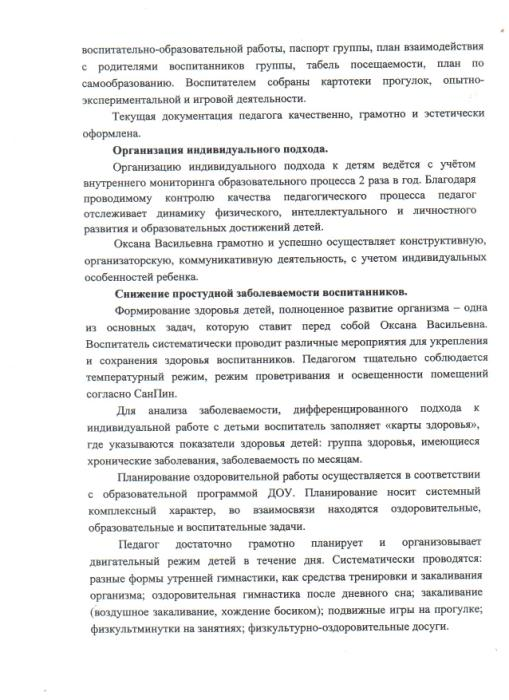 воспитательно-образовательной работы, паспорт группы, план взаимодействия
с родителями воспитанников группы, табель посещаемости, план по
самообразованию. Воспитателем собраны картотеки прогулок, опытно-
экспериментальной и игровой деятельности.
Текущая документация педагога качественно, грамотно и эстетически
оформлена.
Организация индивидуального подхода.
Организацию индивидуального подхода к детям ведётся с учётом
внутреннего мониторинга образовательного процесса 2 раза в год. Благодаря
проводимому контролю качества педагогического процесса педагог
отслеживает динамику физического, интеллектуального и личностного
развития и образовательных достижений детей.
Оксана Васильевна грамотно и успешно осуществляет конструктивную,
организаторскую, коммуникативную деятельность, с учетом индивидуальных
особенностей ребенка.
Снижение простудной заболеваемости воспитанников.
Формирование здоровья детей, полноценное развитие организма – одна
из основных задач, которую ставит перед собой Оксана Васильевна.
Воспитатель систематически проводит различные мероприятия для укрепления
и сохранения здоровья воспитанников. Педагогом тщательно соблюдается
температурный режим, режим проветривания и освещенности помещений
согласно СанПин.
Для анализа заболеваемости, дифференцированного подхода к
индивидуальной работе с детьми воспитатель заполняет «карты здоровья»,
где указываются показатели здоровья детей: группа здоровья, имеющиеся
хронические заболевания, заболеваемость по месяцам.
Планирование оздоровительной работы осуществляется в соответствии
с образовательной программой ДОУ. Планирование носит системный
комплексный характер, во взаимосвязи находятся оздоровительные,
образовательные и воспитательные задачи.
Педагог достаточно грамотно планирует и организовывает
двигательный режим детей в течение дня. Систематически проводятся:
разные формы утренней гимнастики, как средства тренировки и закаливания
организма; оздоровительная гимнастика после дневного сна; закаливание
(воздушное закаливание, хождение босиком); подвижные игры на прогулке;
физкультминутки на занятиях; физкультурно-оздоровительные досуги.